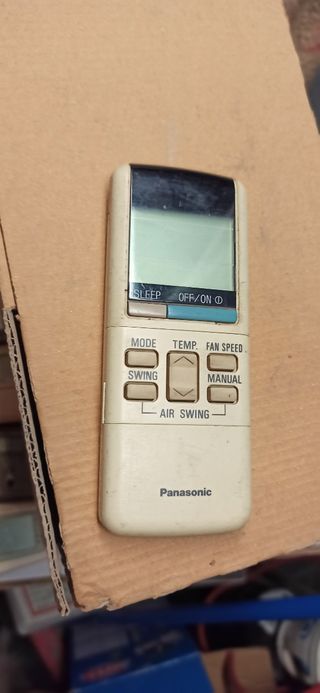 SLEEP OFF/ON
MODE TEMP. FAN SPEED
SWING MANUAL
AIR SWING
Panasonic